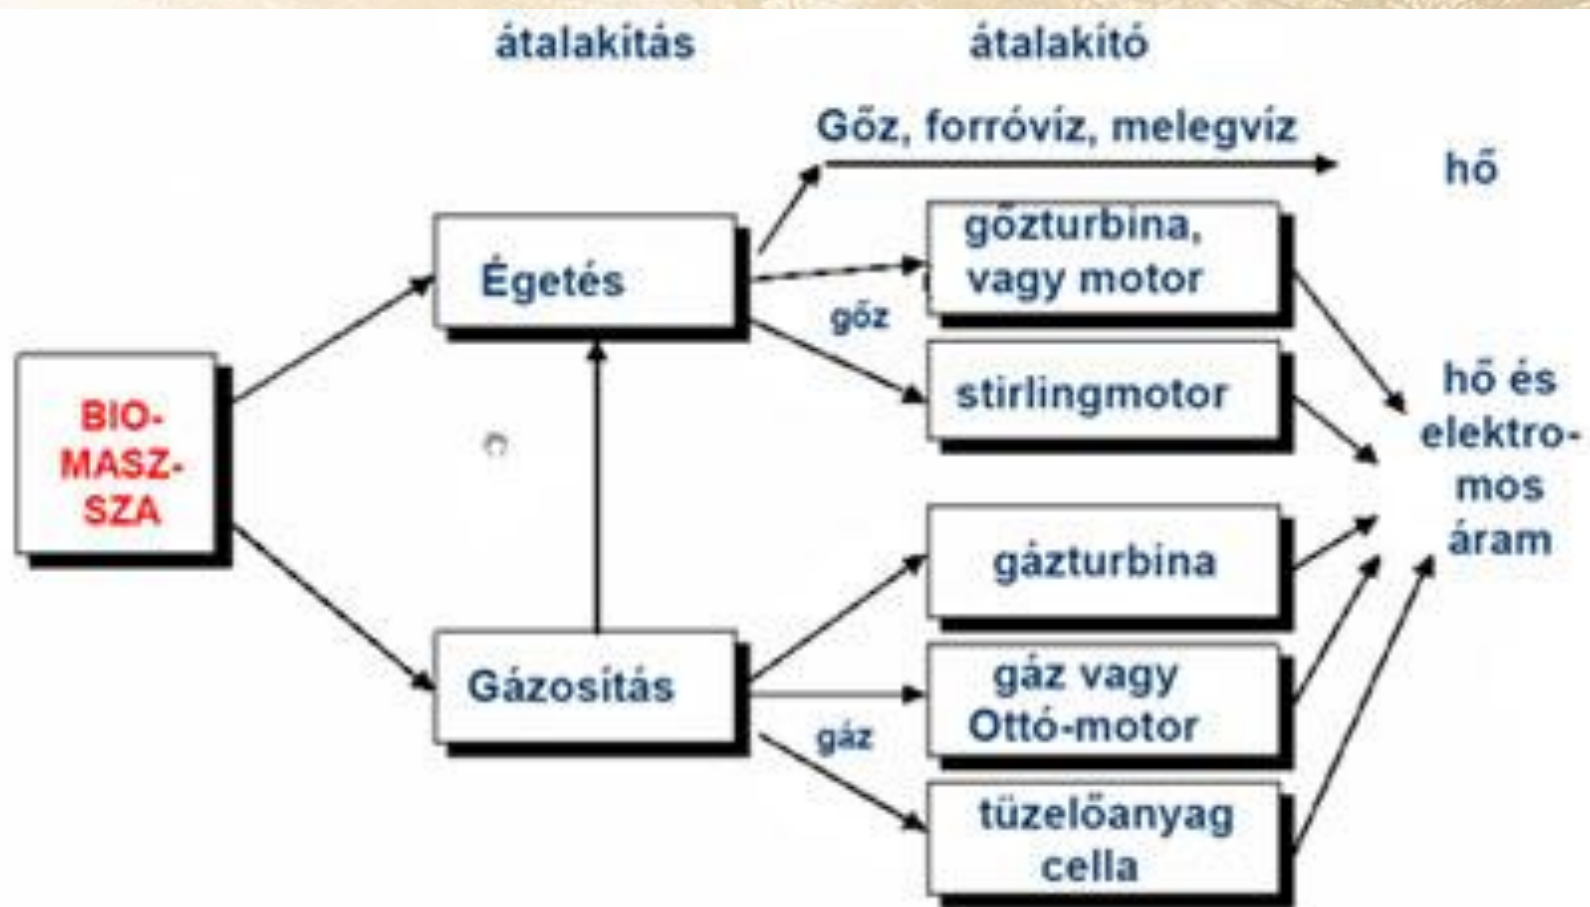 átalakítás
átalakító
Gőz, forróvíz, melegvíz
hő
BIO-
MASZ-
SZA
Égetés
gőz
Gázosítás
gáz
gőzturbina,
vagy motor
stirlingmotor
gázturbina
gáz vagy
Ottó-motor
tüzelőanyag
cella
hő és
elektro-
mos
áram